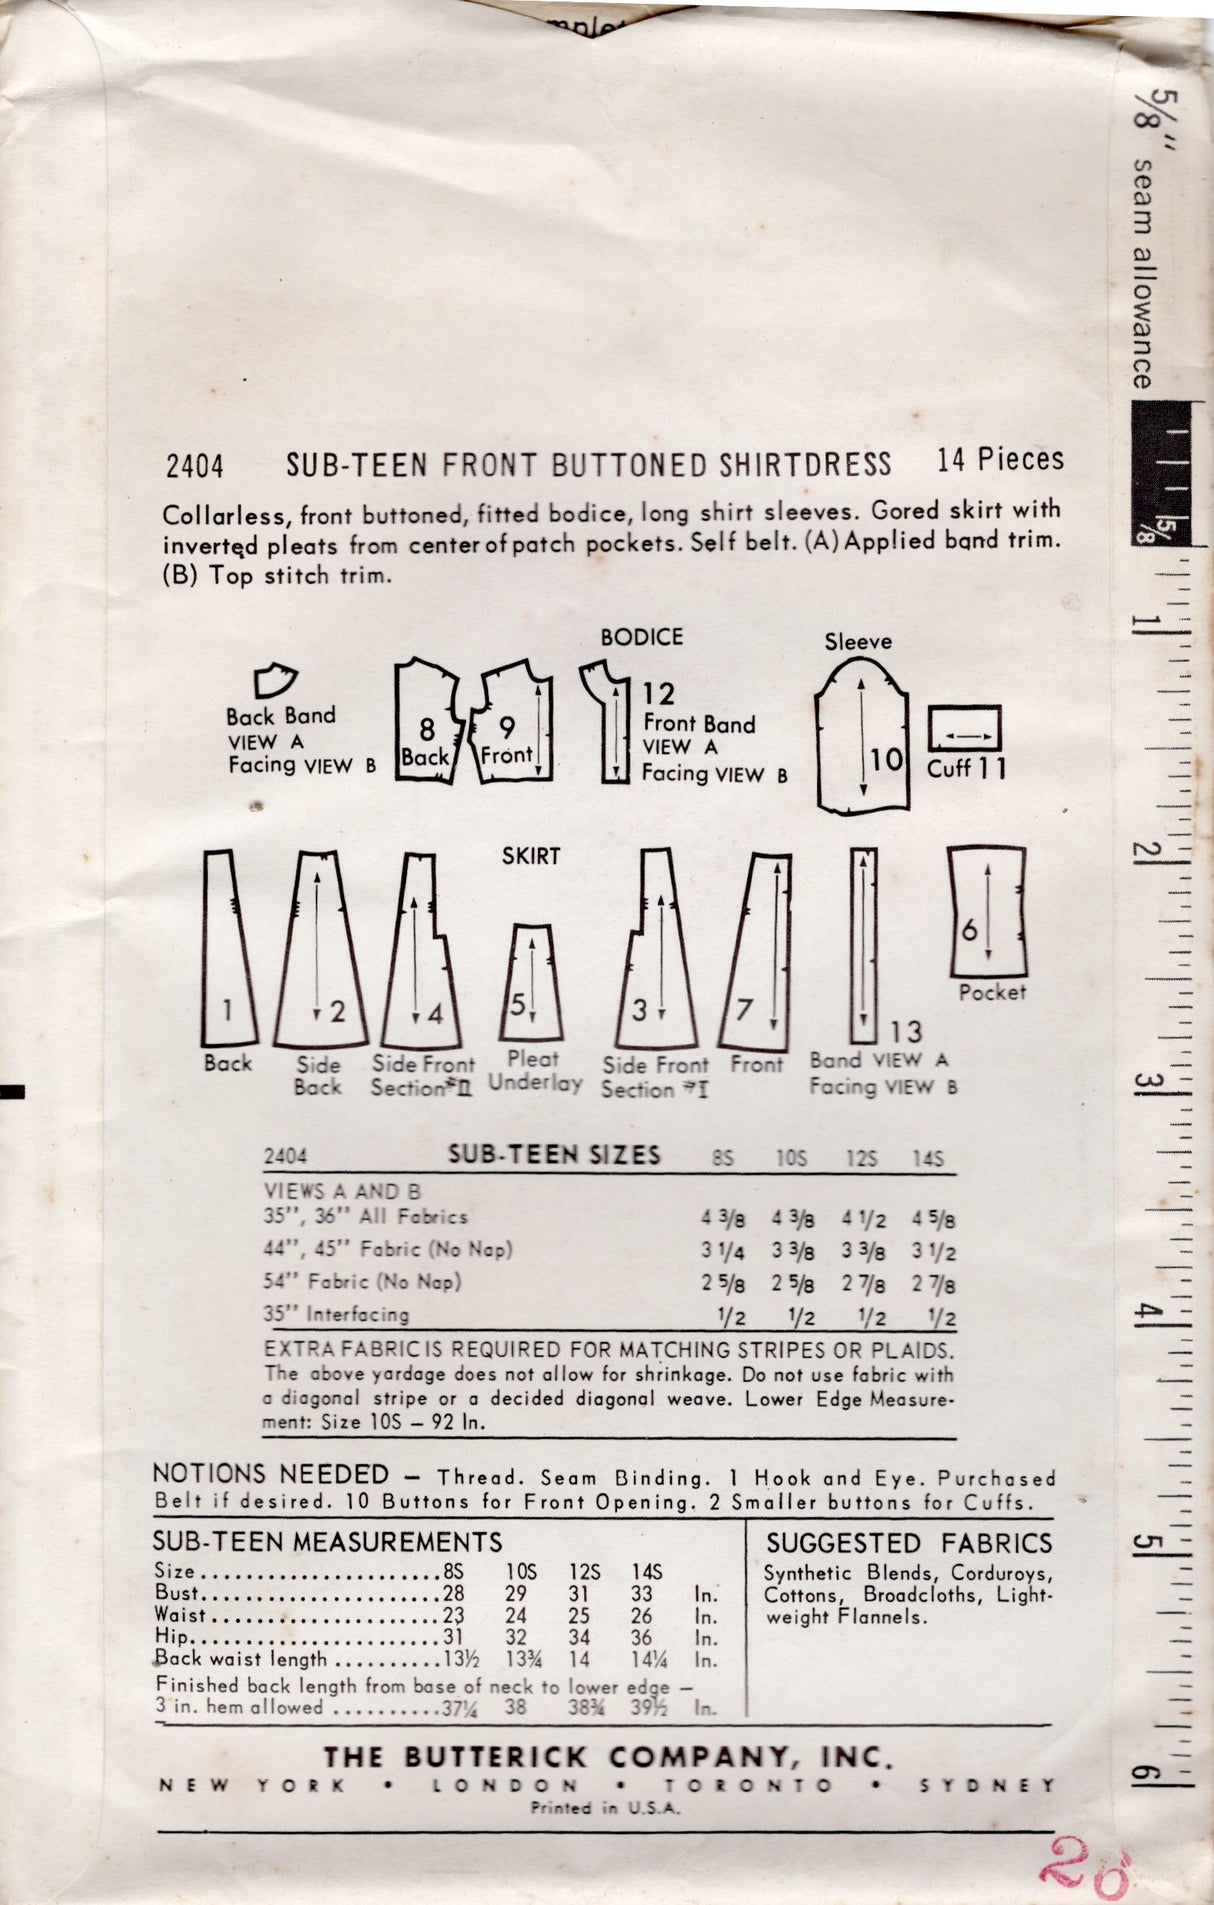 5/8" seam allowance
2404 SUB-TEEN FRONT BUTTONED SHIRTDRESS 14 Pieces
Collarless, front buttoned, fitted bodice, long shirt sleeves. Gored skirt with
inverted pleats from center of patch pockets. Self belt. (A) Applied band trim.
(B) Top stitch trim.
BODICE
Sleeve
Back Band
VIEW A
Facing VIEW B
8
Back
9
Front
12
Front Band
VIEW A
Facing VIEW B
10
Cuff 11
SKIRT
1
Back
2
Side
Back
4
Side Front
Section #II
5
Pleat
Underlay
3
Side Front
Section #I
7
Front
13
Band VIEW A
Facing VIEW B
6
Pocket
2404 SUB-TEEN SIZES 8S 10S 12S 14S
VIEWS A AND B
35", 36" All Fabrics 4 3/8 4 3/8 4 1/2 4 5/8
44", 45" Fabric (No Nap) 3 1/4 3 3/8 3 3/8 3 1/2
54" Fabric (No Nap) 2 5/8 2 5/8 2 7/8 2 7/8
35" Interfacing 1/2 1/2 1/2 1/2
EXTRA FABRIC IS REQUIRED FOR MATCHING STRIPES OR PLAIDS.
The above yardage does not allow for shrinkage. Do not use fabric with
a diagonal stripe or a decided diagonal weave. Lower Edge Measure-
ment: Size 10S – 92 In.
NOTIONS NEEDED – Thread. Seam Binding. 1 Hook and Eye. Purchased
Belt if desired. 10 Buttons for Front Opening. 2 Smaller buttons for Cuffs.
SUB-TEEN MEASUREMENTS
Size.......................8S 10S 12S 14S
Bust.......................28 29 31 33 In.
Waist......................23 24 25 26 In.
Hip........................31 32 34 36 In.
Back waist length ..........13½ 13¾ 14 14¼ In.
Finished back length from base of neck to lower edge –
3 in. hem allowed ..........37¼ 38 38¾ 39½ In.
SUGGESTED FABRICS
Synthetic Blends, Corduroys,
Cottons, Broadcloths, Light-
weight Flannels.
THE BUTTERICK COMPANY, INC.
NEW YORK • LONDON • TORONTO • SYDNEY
Printed in U.S.A.
5/8
1
2
3
4
5
6